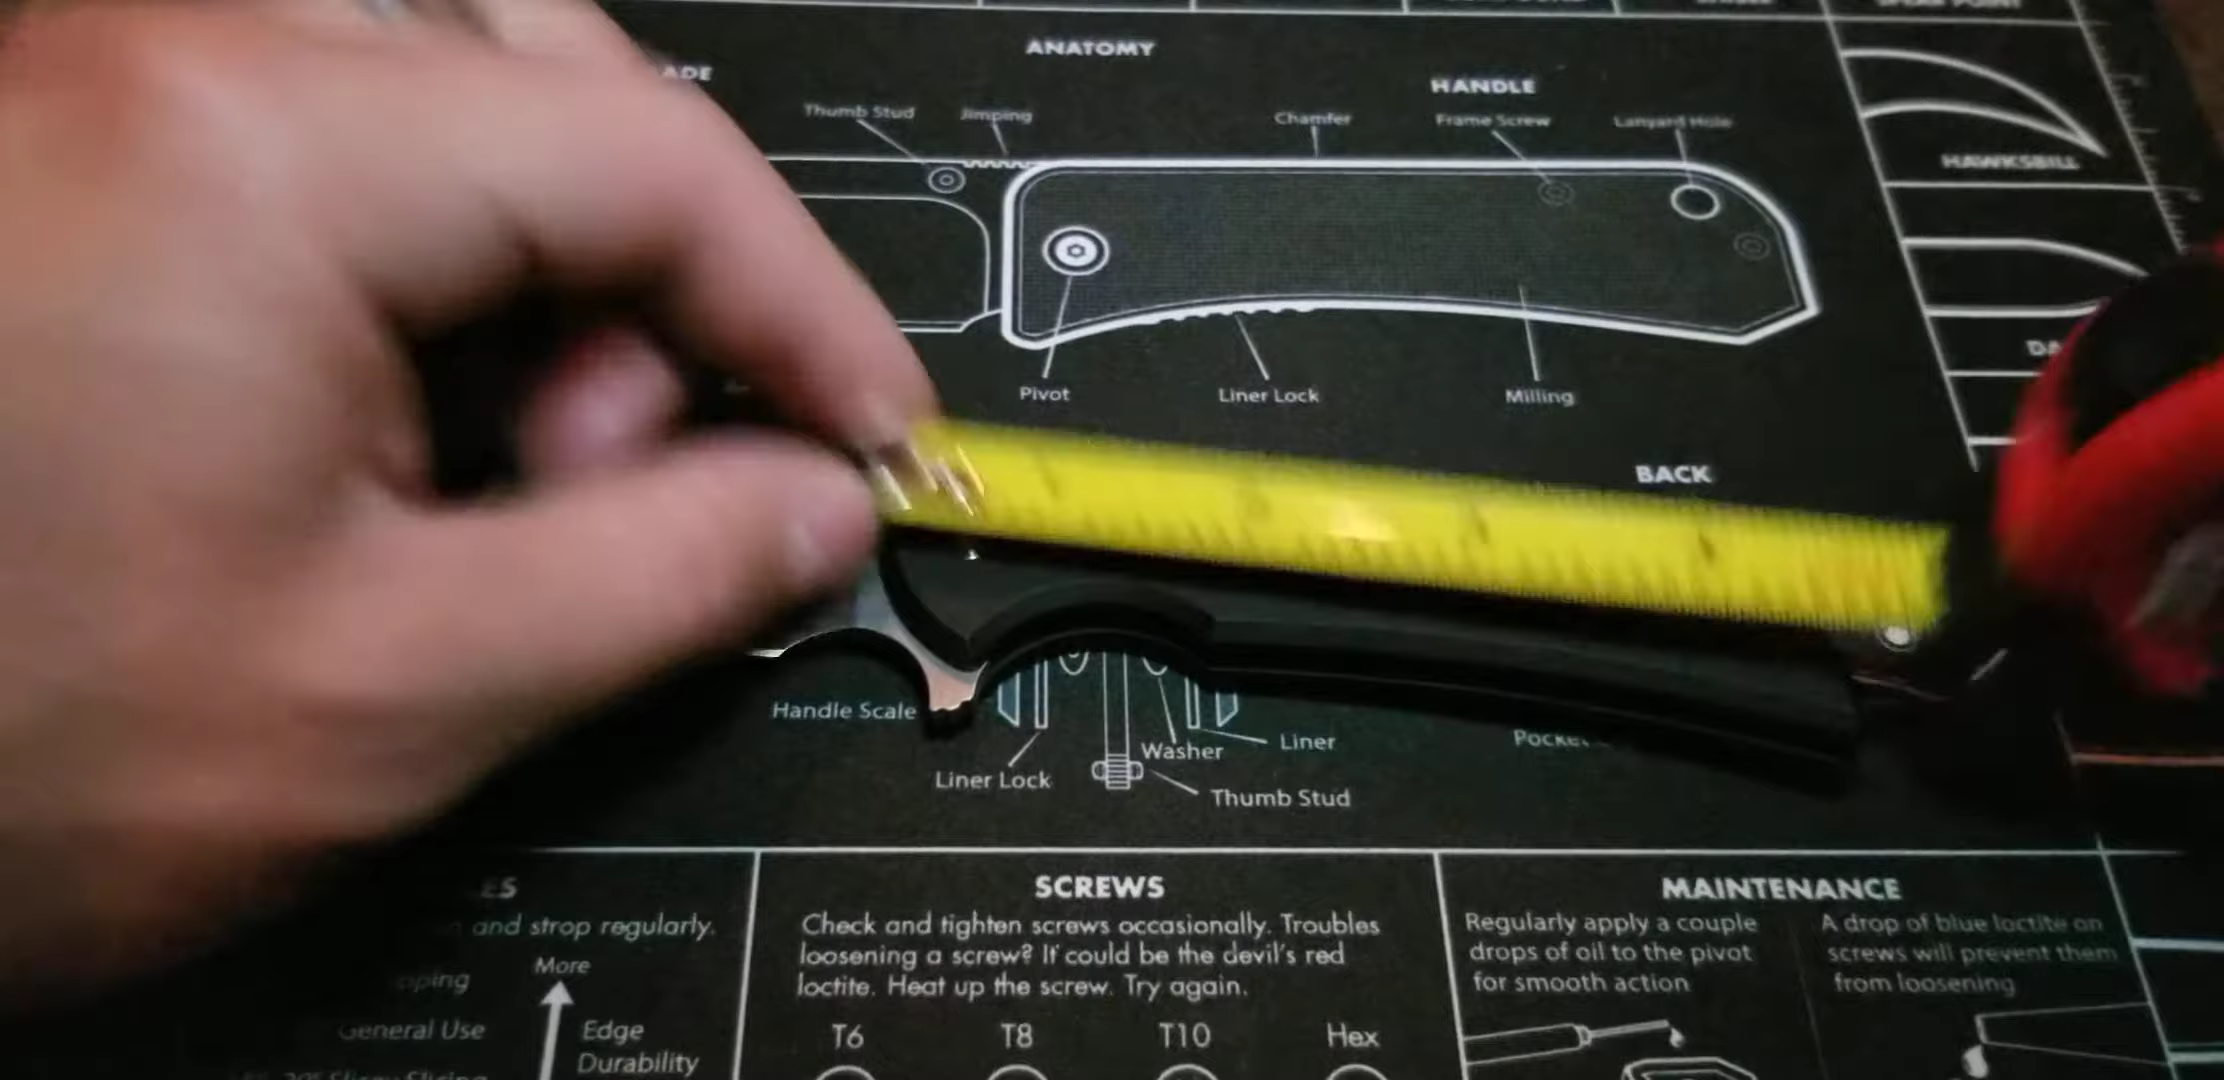 ANATOMY
HANDLE
Thumb Stud
Jimping
Chamfer
Frame Screw
Lanyard Hole
HAWKSBILL
Pivot
Liner Lock
Milling
BACK
Handle Scale
Liner Lock
Washer
Liner
Thumb Stud
and strop regularly.
More
General Use
Edge
Durability
SCREWS
Check and tighten screws occasionally. Troubles
loosening a screw? If could be the devil's red
loctite. Heat up the screw. Try again.
T6
T8
T10
Hex
MAINTENANCE
Regularly apply a couple
drops of oil to the pivot
for smooth action
A drop of blue loctite on
screws will prevent them
from loosening